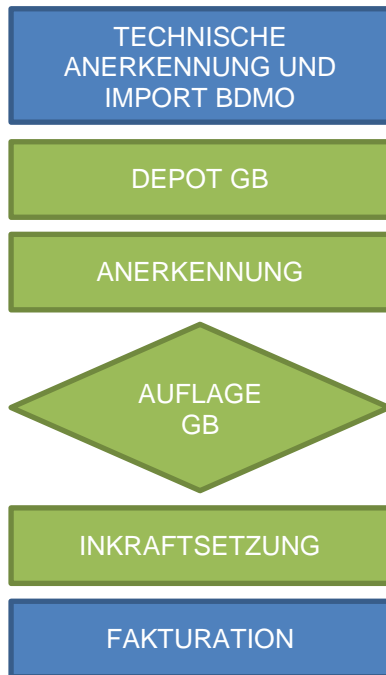 TECHNISCHE
ANERKENNUNG UND
IMPORT BDMO
DEPOT GB
ANERKENNUNG
AUFLAGE
GB
INKRAFTSETZUNG
FAKTURATION